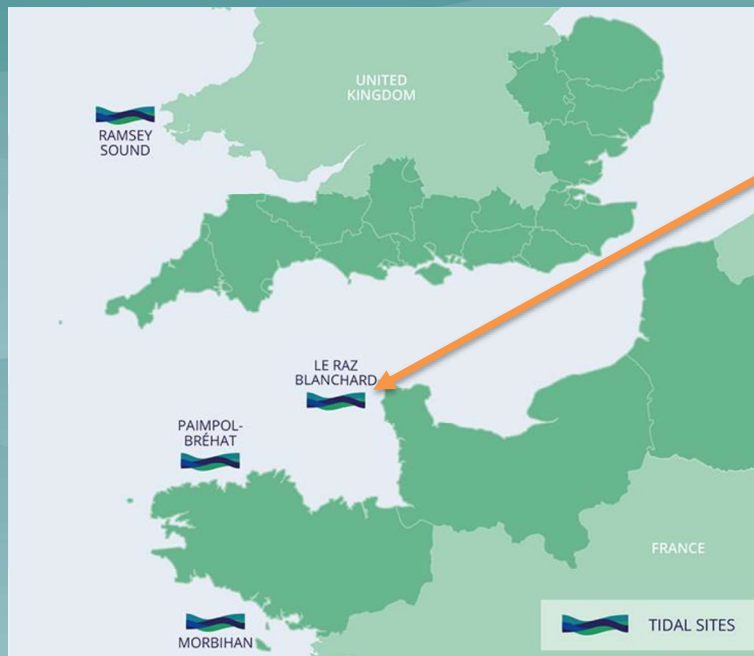 UNITED
KINGDOM
RAMSEY
SOUND
LE RAZ
BLANCHARD
PAIMPOL-
BRÉHAT
FRANCE
MORBIHAN
TIDAL SITES